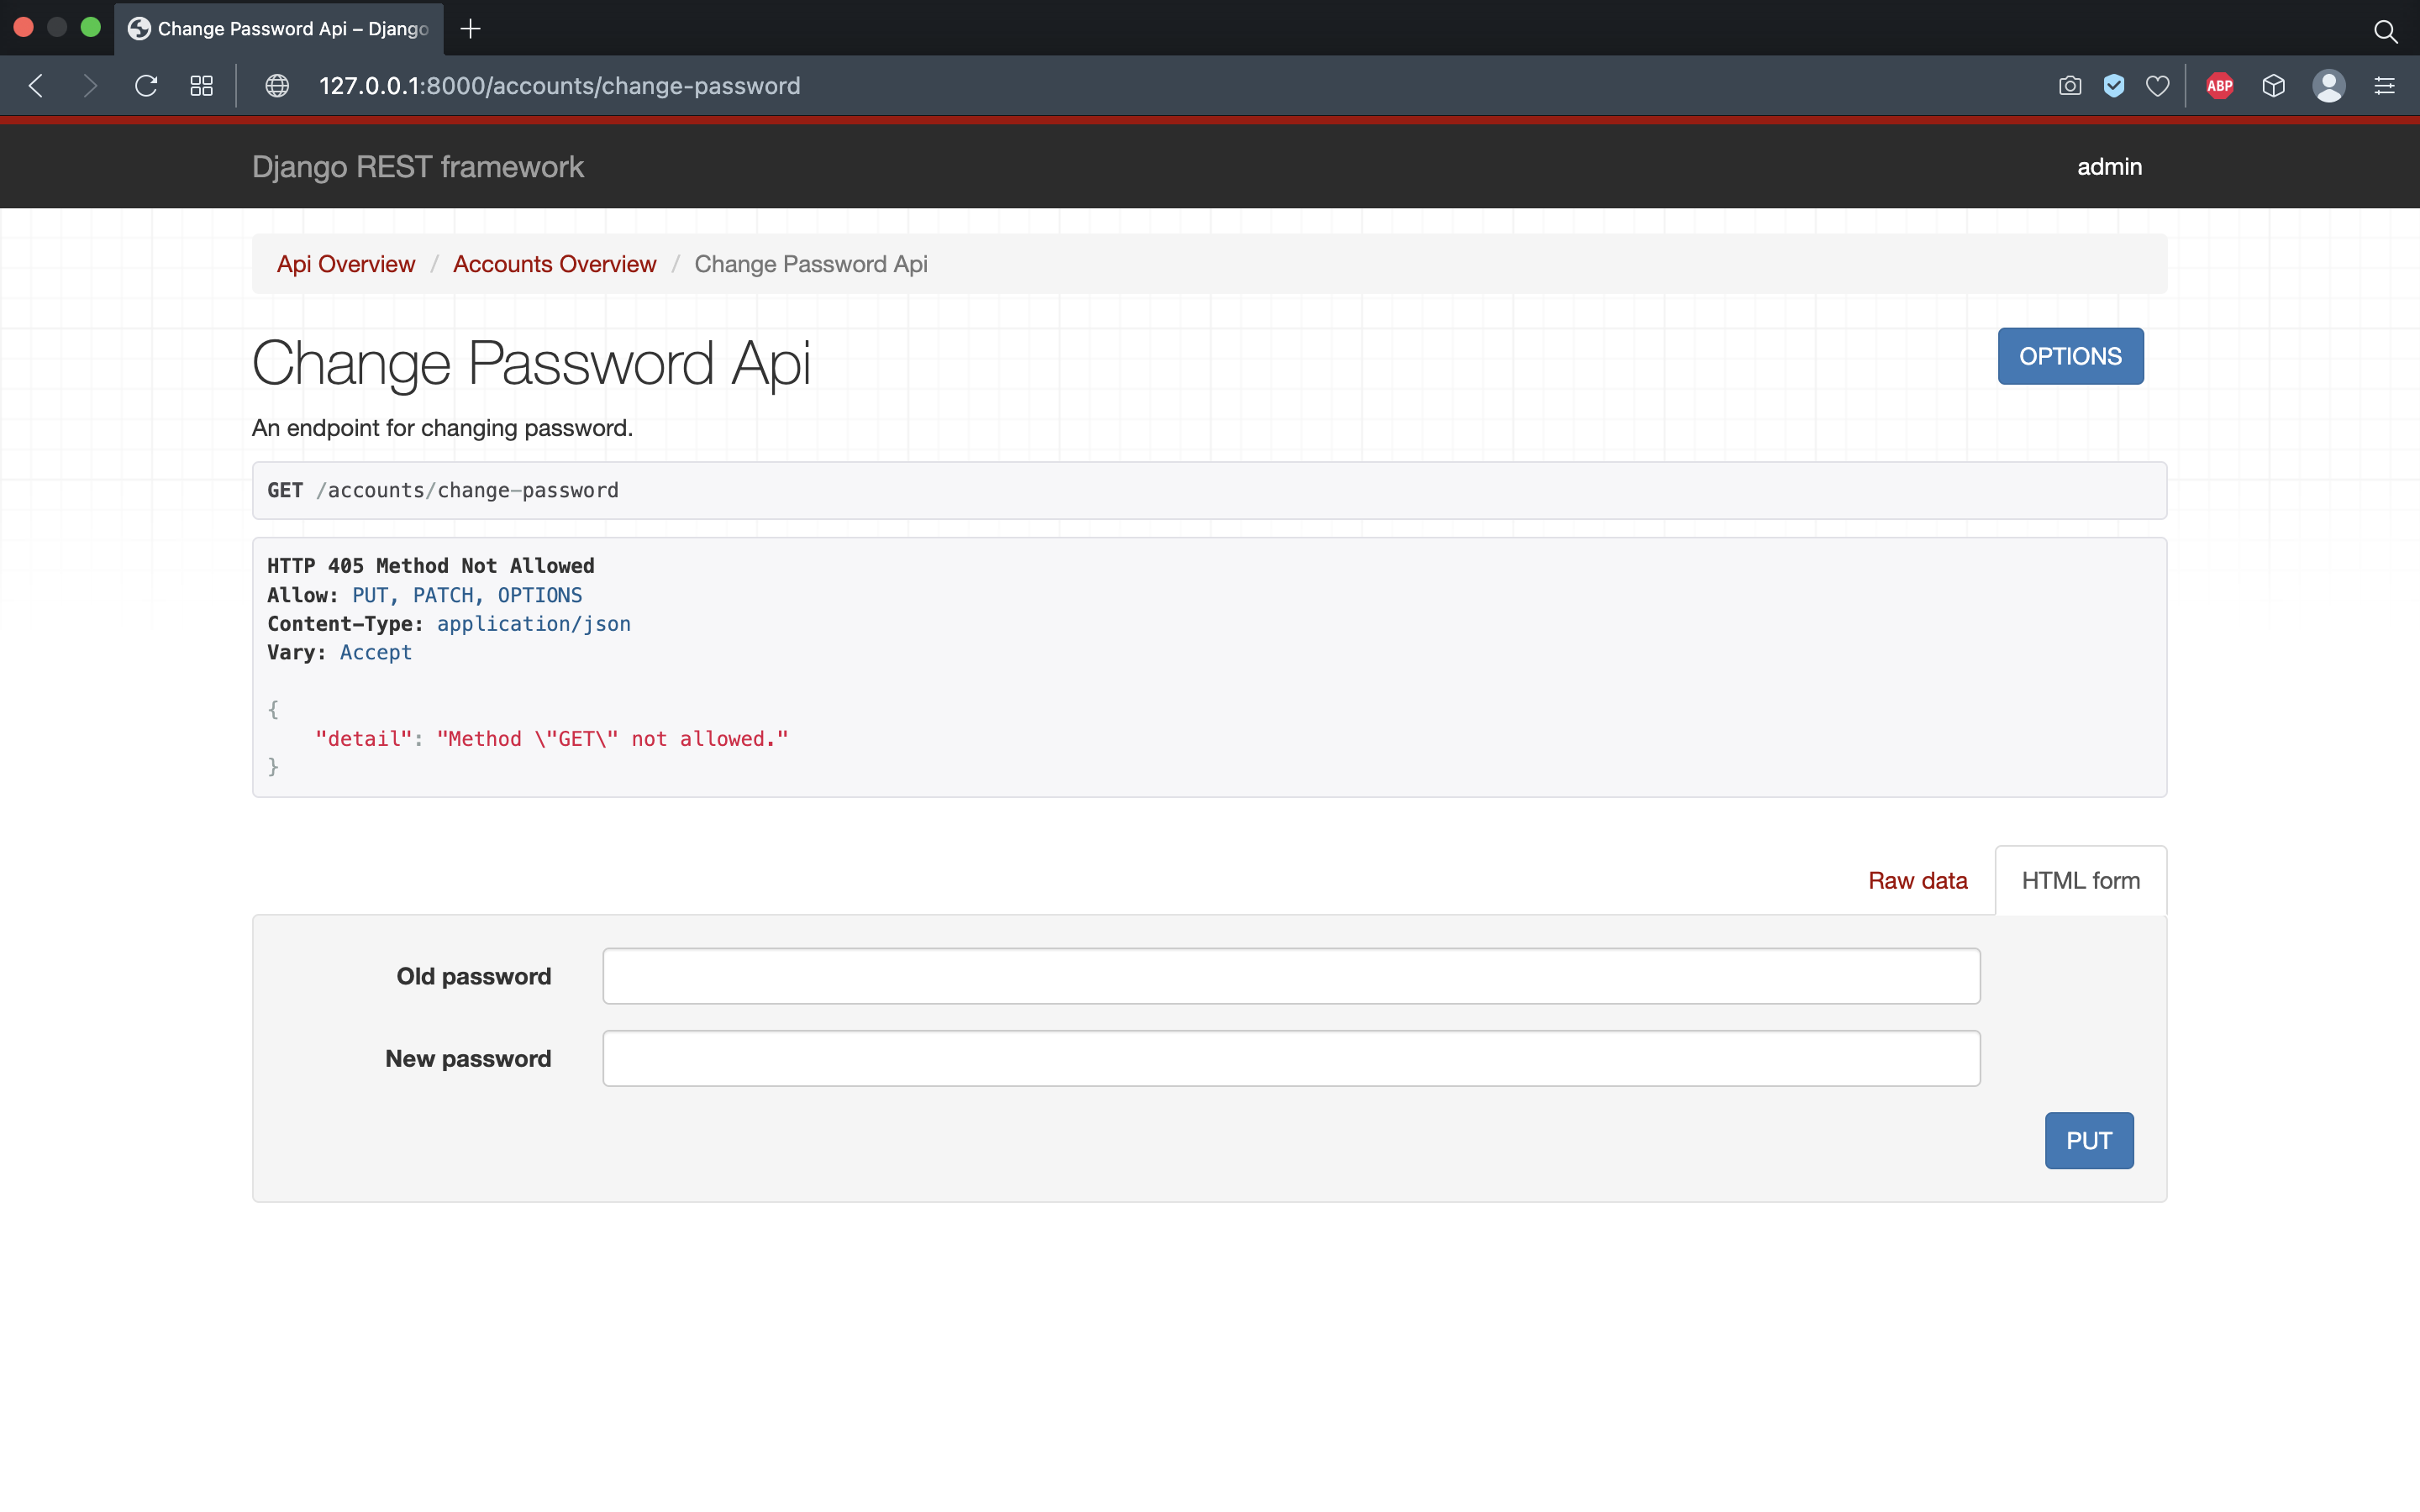 Change Password Api – Django
127.0.0.1:8000/accounts/change-password
ABP
Django REST framework
admin
Api Overview / Accounts Overview / Change Password Api
Change Password Api
OPTIONS
An endpoint for changing password.
GET /accounts/change-password
HTTP 405 Method Not Allowed
Allow: PUT, PATCH, OPTIONS
Content-Type: application/json
Vary: Accept
{
"detail": "Method \"GET\" not allowed."
}
Raw data
HTML form
Old password
New password
PUT